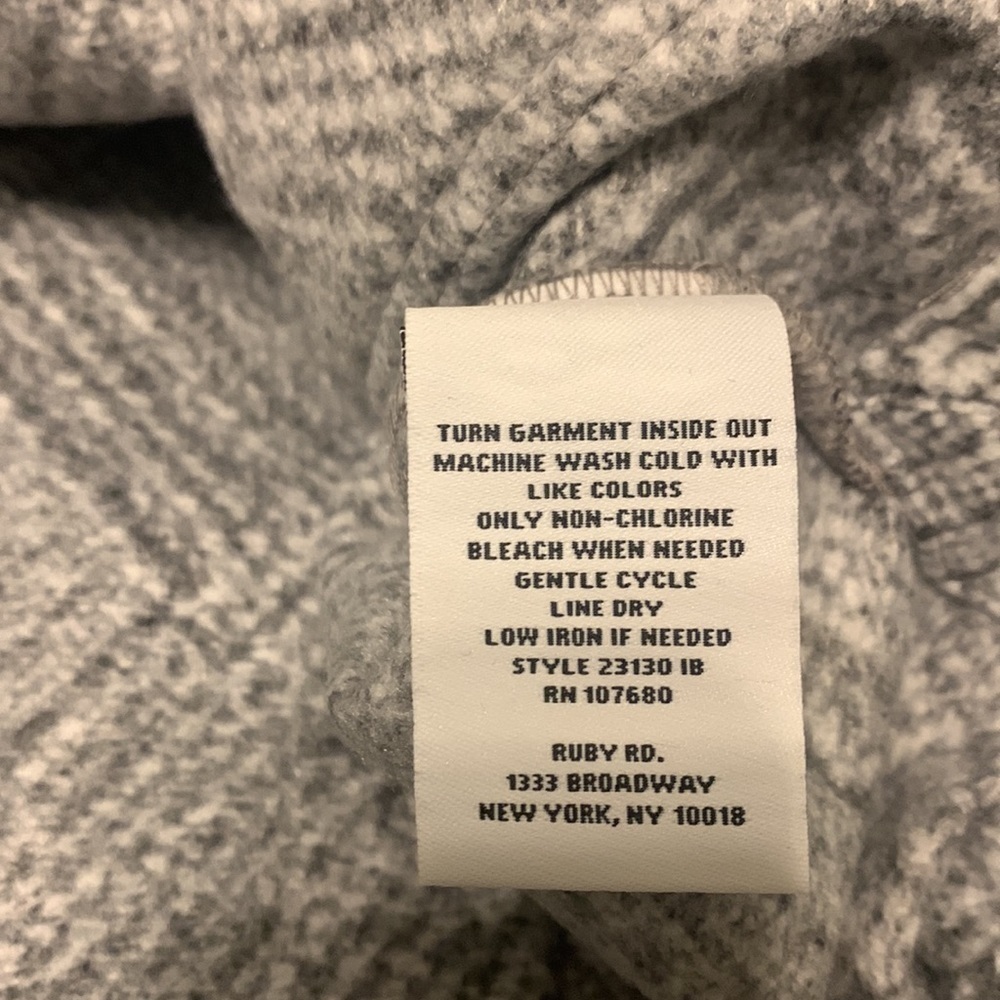 TURN GARMENT INSIDE OUT
MACHINE WASH COLD WITH
LIKE COLORS
ONLY NON-CHLORINE
BLEACH WHEN NEEDED
GENTLE CYCLE
LINE DRY
LOW IRON IF NEEDED
STYLE 23130 IB
RN 107680
RUBY RD.
1333 BROADWAY
NEW YORK, NY 10018